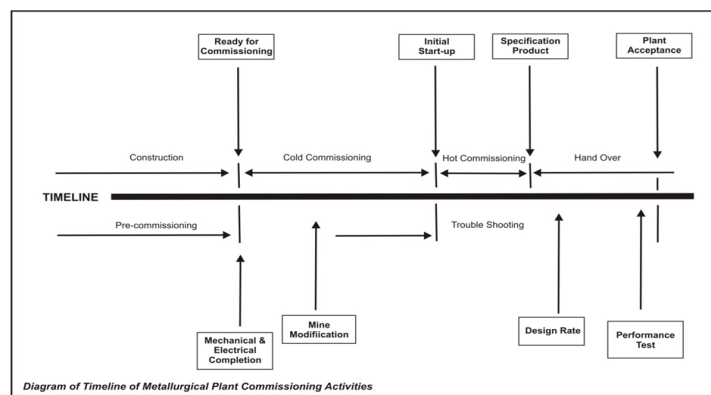 Ready for
Commissioning
Initial
Start-up
Specification
Product
Plant
Acceptance
Construction
Cold Commissioning
Hot Commissioning
Hand Over
TIMELINE
Pre-commissioning
Trouble Shooting
Mechanical &
Electrical
Completion
Mine
Modifiication
Design Rate
Performance
Test
Diagram of Timeline of Metallurgical Plant Commissioning Activities